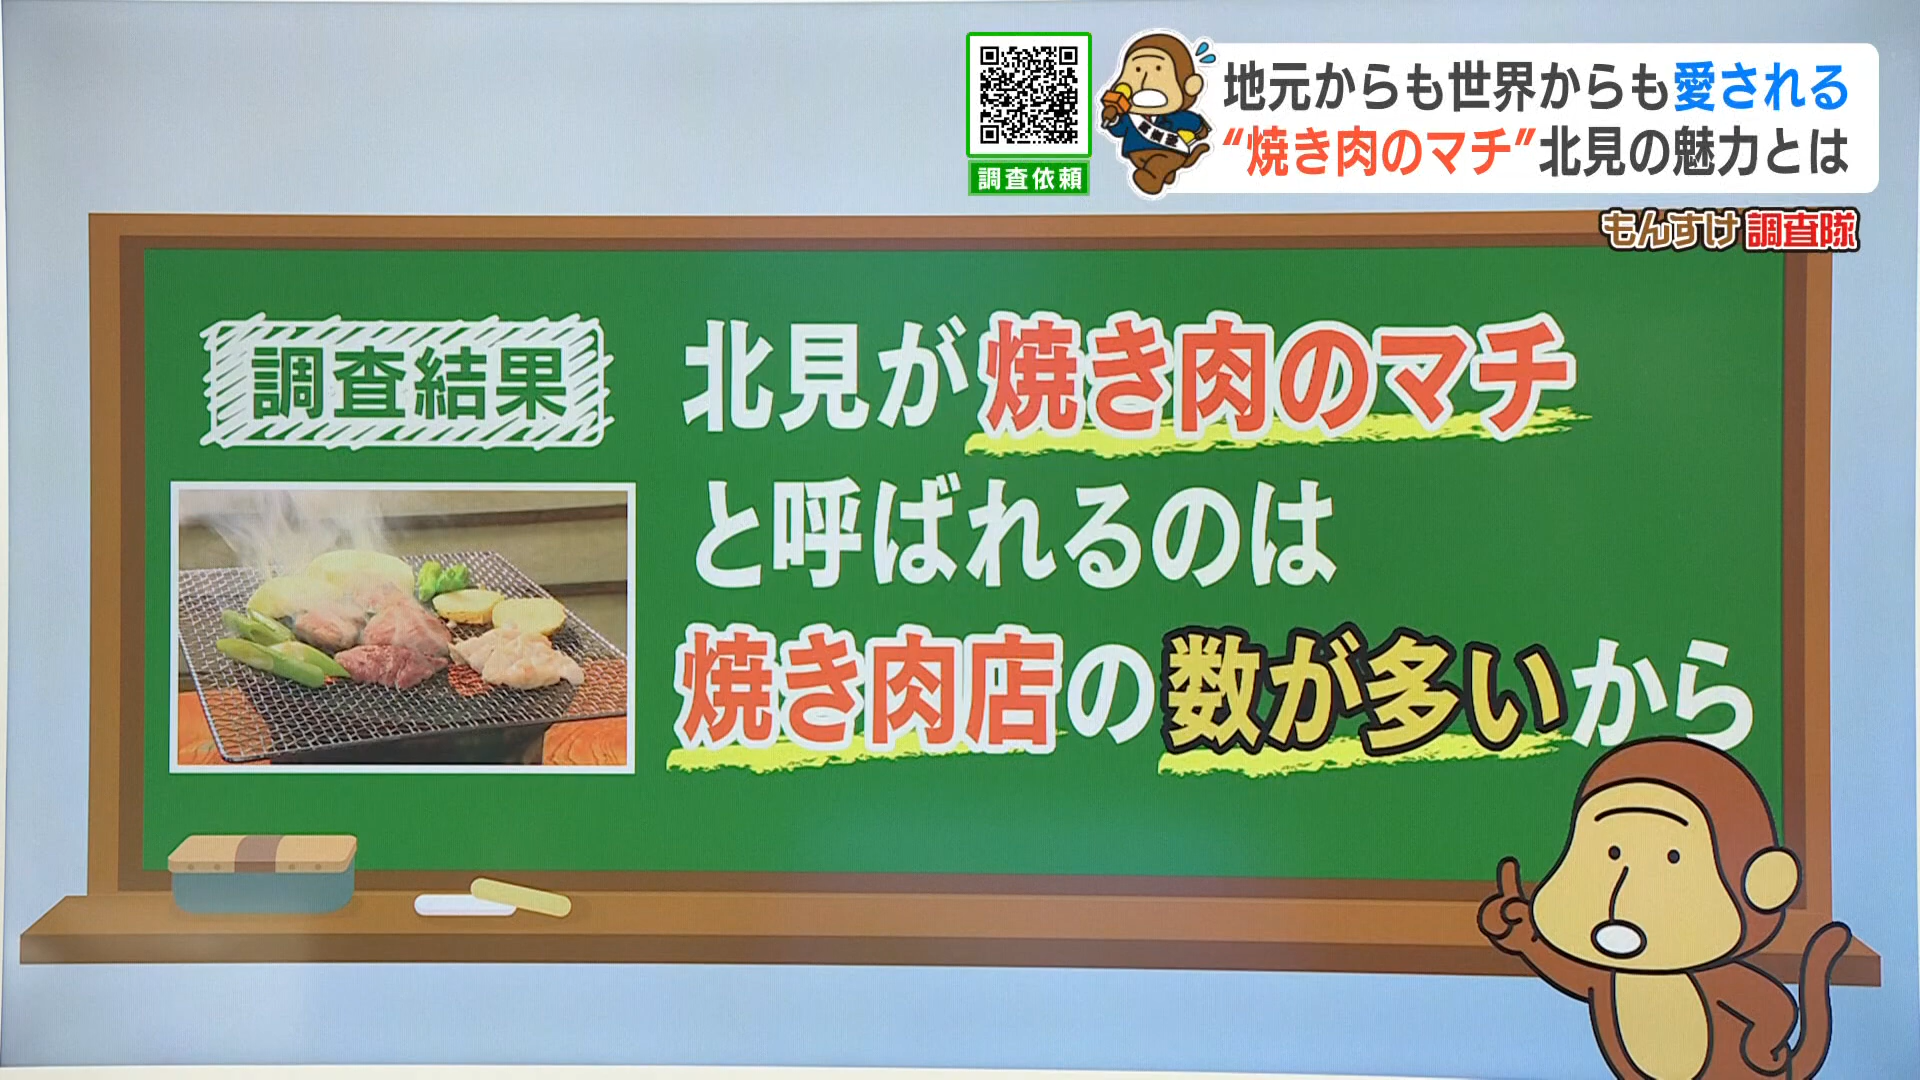 地元からも世界からも愛される
“焼き肉のマチ”北見の魅力とは
調査依頼
もんすけ調査隊
調査結果
北見が焼き肉のマチ
と呼ばれるのは
焼き肉店の数が多いから